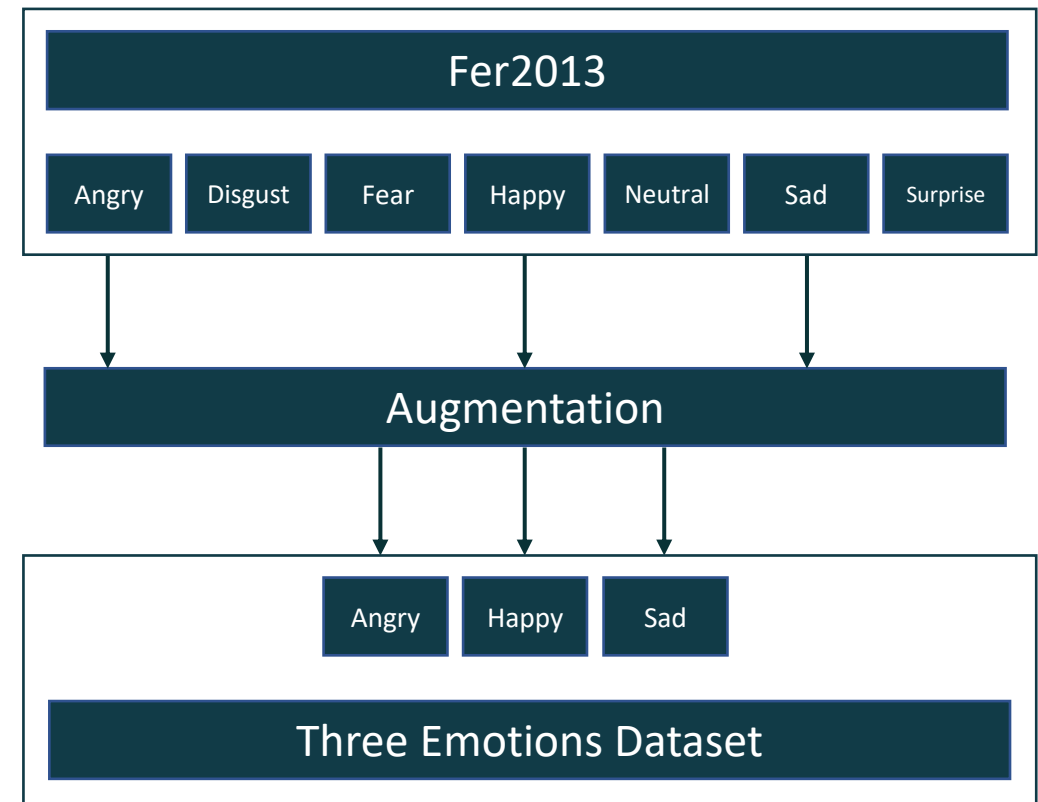 Fer2013
Angry Disgust Fear Happy Neutral Sad Surprise
Augmentation
Angry Happy Sad
Three Emotions Dataset